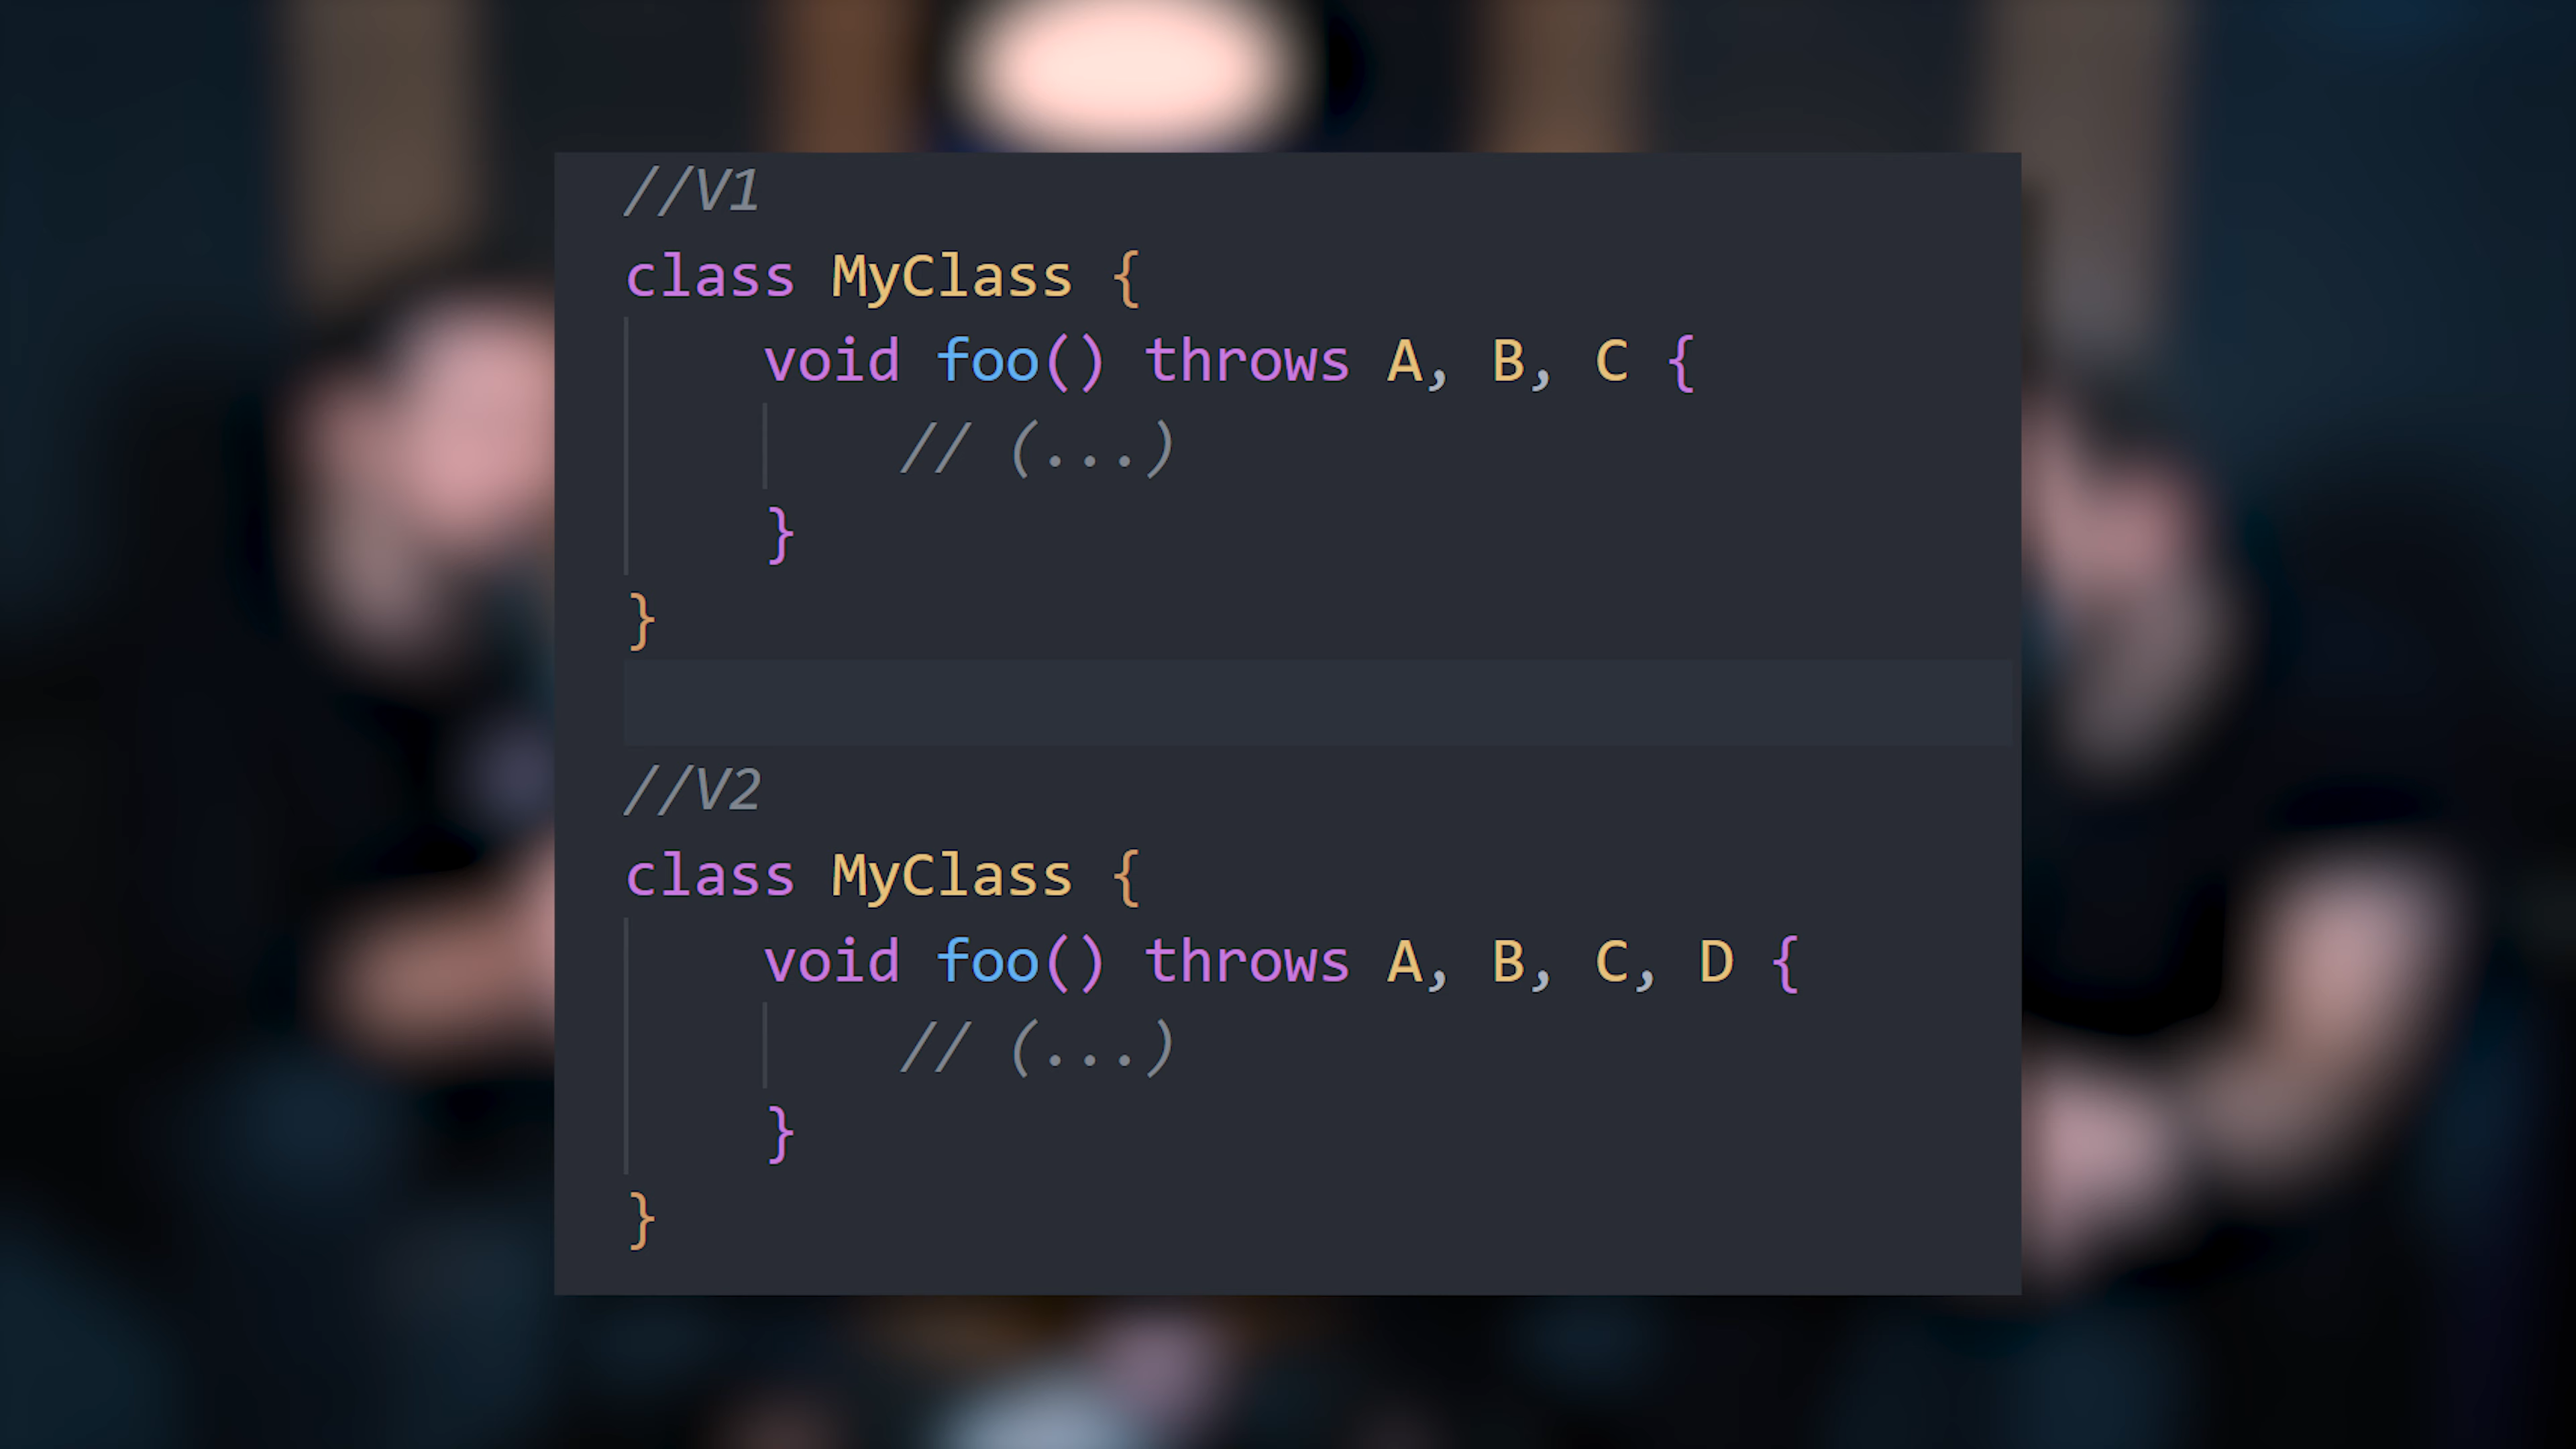 //V1
class MyClass {
void foo() throws A, B, C {
// (...)
}
}
//V2
class MyClass {
void foo() throws A, B, C, D {
// (...)
}
}